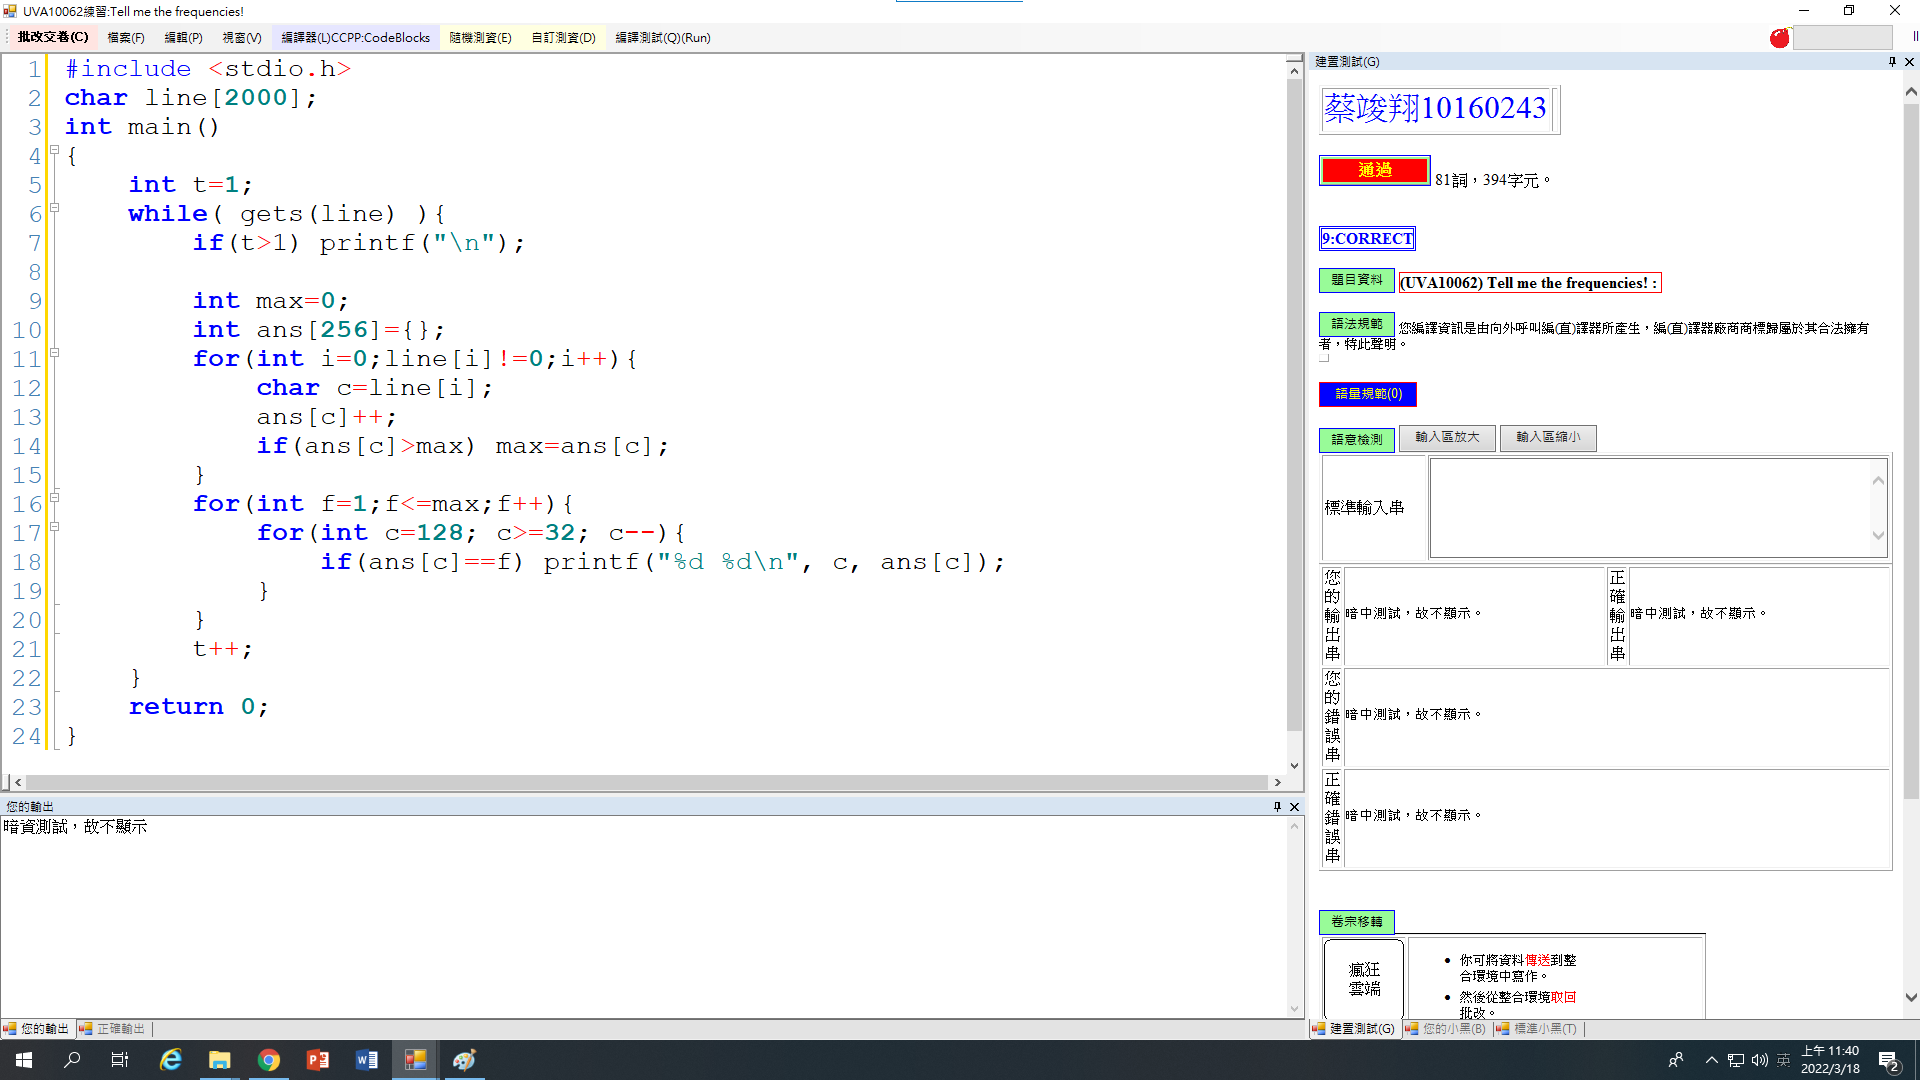 UVA10062練習:Tell me the frequencies!
批改交卷(C) 檔案(F) 編輯(P) 視窗(V) 編譯器(L)CCPP:CodeBlocks 隨機測資(E) 自訂測資(D) 編譯測試(Q)(Run)
1 #include <stdio.h>
2 char line[2000];
3 int main()
4 {
5 int t=1;
6 while( gets(line) ){
7 if(t>1) printf("\n");
8
9 int max=0;
10 int ans[256]={};
11 for(int i=0;line[i]!=0;i++){
12 char c=line[i];
13 ans[c]++;
14 if(ans[c]>max) max=ans[c];
15 }
16 for(int f=1;f<=max;f++){
17 for(int c=128; c>=32; c--){
18 if(ans[c]==f) printf("%d %d\n", c, ans[c]);
19 }
20 }
21 t++;
22 }
23 return 0;
24 }
您的輸出
暗資測試，故不顯示
您的輸出 正確輸出
建置測試(G)
蔡竣翔10160243
通過 81詞，394字元。
9:CORRECT
題目資料 (UVA10062) Tell me the frequencies! :
語法規範 您編譯資訊是由向外呼叫編(直)譯器所產生，編(直)譯器廠商商標歸屬於其合法擁有
者，特此聲明。
語量規範(0)
語意檢測 輸入區放大 輸入區縮小
標準輸入串
您的輸出串 暗中測試，故不顯示。 正確輸出串 暗中測試，故不顯示。
您的錯誤串 暗中測試，故不顯示。
正確錯誤串 暗中測試，故不顯示。
卷宗移轉
瘋狂
雲端
你可將資料傳送到整
合環境中寫作。
然後從整合環境取回
批改。
建置測試(G) 您的小黑(B) 標準小黑(T)
英 上午 11:40
2022/3/18
2